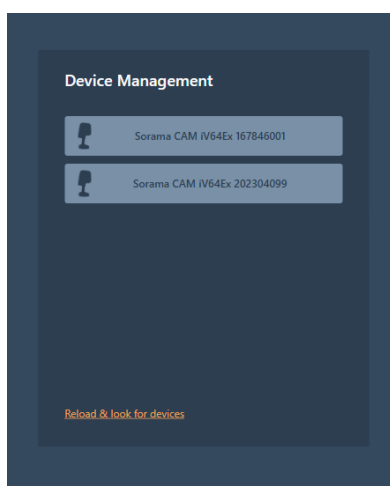 Device Management
Sorama CAM iV64Ex 167846001
Sorama CAM iV64Ex 202304099
Reload & look for devices